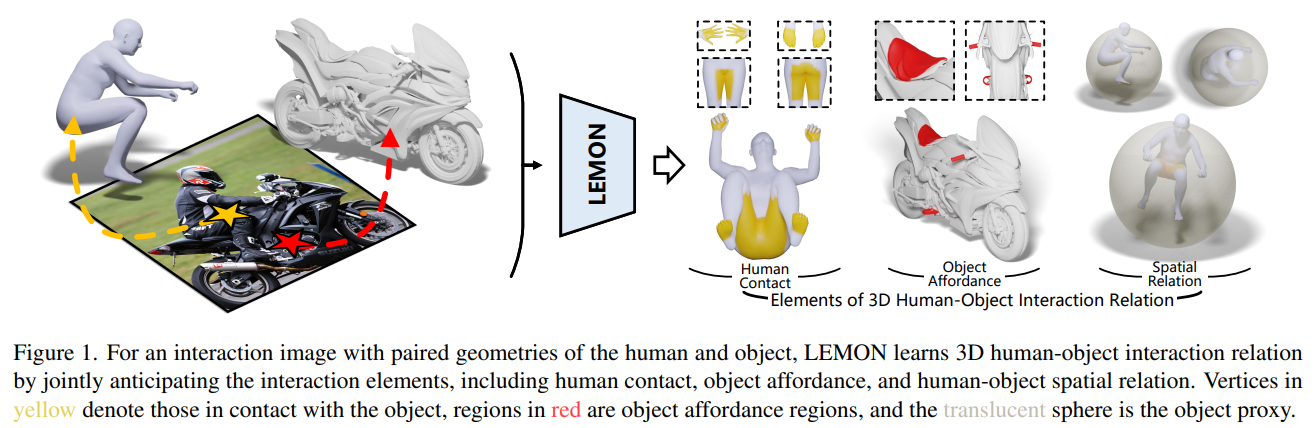 LEMON
Human
Contact
Object
Affordance
Spatial
Relation
Elements of 3D Human-Object Interaction Relation
Figure 1. For an interaction image with paired geometries of the human and object, LEMON learns 3D human-object interaction relation
by jointly anticipating the interaction elements, including human contact, object affordance, and human-object spatial relation. Vertices in
yellow denote those in contact with the object, regions in red are object affordance regions, and the translucent sphere is the object proxy.